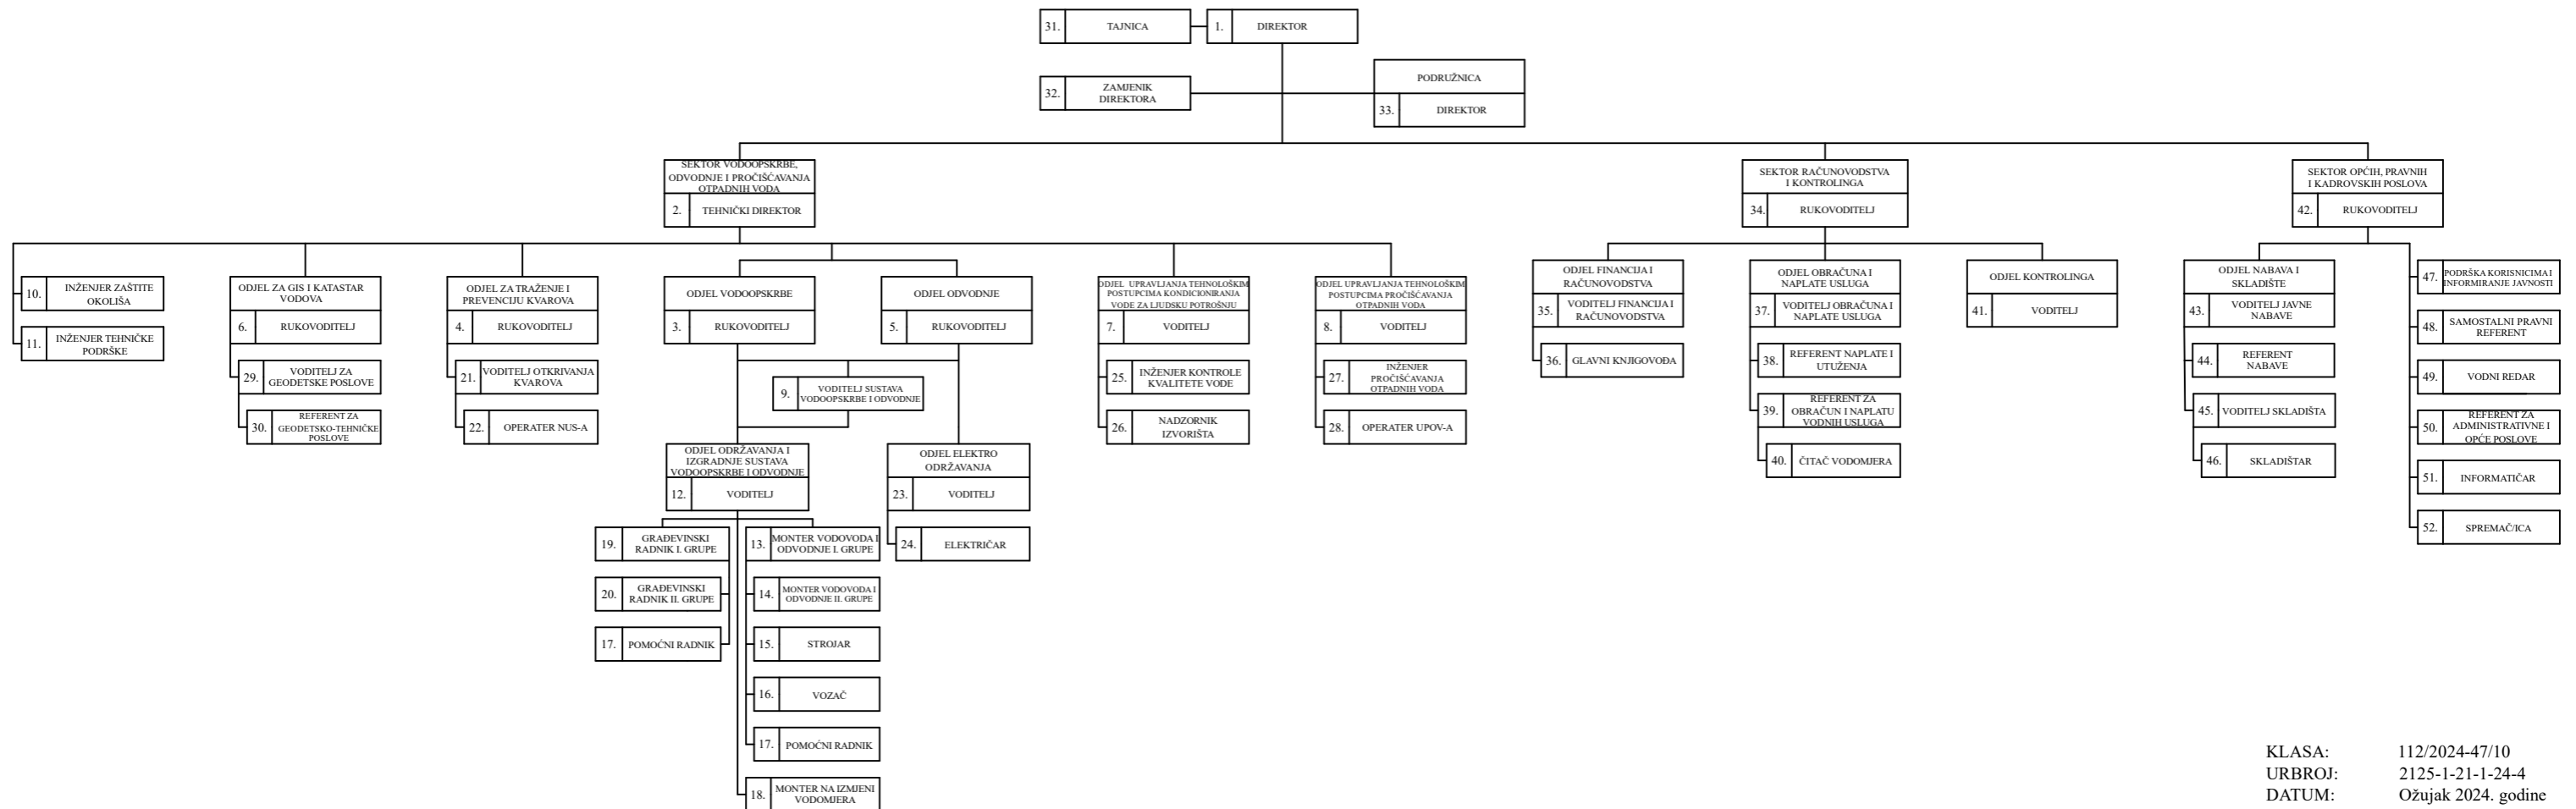 31. TAJNICA
1. DIREKTOR
32. ZAMJENIK
DIREKTORA
PODRUŽNICA
33. DIREKTOR
SEKTOR VODOOPSKRBE,
ODVODNJE I PROČIŠĆAVANJA
OTPADNIH VODA
2. TEHNIČKI DIREKTOR
SEKTOR RAČUNOVODSTVA
I KONTROLINGA
34. RUKOVODITELJ
SEKTOR OPĆIH, PRAVNIH
I KADROVSKIH POSLOVA
42. RUKOVODITELJ
10. INŽENJER ZAŠTITE
OKOLIŠA
11. INŽENJER TEHNIČKE
PODRŠKE
ODJEL ZA GIS I KATASTAR
VODOVA
6. RUKOVODITELJ
29. VODITELJ ZA
GEODETSKE POSLOVE
30. REFERENT ZA
GEODETSKO-TEHNIČKE
POSLOVE
ODJEL ZA TRAŽENJE I
PREVENCIJU KVAROVA
4. RUKOVODITELJ
21. VODITELJ OTKRIVANJA
KVAROVA
22. OPERATER NUS-A
ODJEL VODOOPSKRBE
3. RUKOVODITELJ
ODJEL ODVODNJE
5. RUKOVODITELJ
9. VODITELJ SUSTAVA
VODOOPSKRBE I ODVODNJE
ODJEL ODRŽAVANJA I
IZGRADNJE SUSTAVA
VODOOPSKRBE I ODVODNJE
12. VODITELJ
19. GRAĐEVINSKI
RADNIK I. GRUPE
20. GRAĐEVINSKI
RADNIK II. GRUPE
17. POMOĆNI RADNIK
13. MONTER VODOVODA I
ODVODNJE I. GRUPE
14. MONTER VODOVODA I
ODVODNJE II. GRUPE
15. STROJAR
16. VOZAČ
17. POMOĆNI RADNIK
18. MONTER NA IZMJENI
VODOMJERA
ODJEL ELEKTRO
ODRŽAVANJA
23. VODITELJ
24. ELEKTRIČAR
ODJEL UPRAVLJANJA TEHNOLOŠKIM
POSTUPCIMA KONDICIONIRANJA
VODE ZA LJUDSKU POTROŠNJU
7. VODITELJ
25. INŽENJER KONTROLE
KVALITETE VODE
26. NADZORNIK
IZVORIŠTA
ODJEL UPRAVLJANJA TEHNOLOŠKIM
POSTUPCIMA PROČIŠĆAVANJA
OTPADNIH VODA
8. VODITELJ
27. INŽENJER
PROČIŠĆAVANJA
OTPADNIH VODA
28. OPERATER UPOV-A
ODJEL FINANCIJA I
RAČUNOVODSTVA
35. VODITELJ FINANCIJA I
RAČUNOVODSTVA
36. GLAVNI KNJIGOVOĐA
ODJEL OBRAČUNA I
NAPLATE USLUGA
37. VODITELJ OBRAČUNA I
NAPLATE USLUGA
38. REFERENT NAPLATE I
UTUŽENJA
39. REFERENT ZA
OBRAČUN I NAPLATU
VODNIH USLUGA
40. ČITAČ VODOMJERA
ODJEL KONTROLINGA
41. VODITELJ
ODJEL NABAVA I
SKLADIŠTE
43. VODITELJ JAVNE
NABAVE
44. REFERENT
NABAVE
45. VODITELJ SKLADIŠTA
46. SKLADIŠTAR
47. PODRŠKA KORISNICIMA I
INFORMIRANJE JAVNOSTI
48. SAMOSTALNI PRAVNI
REFERENT
49. VODNI REDAR
50. REFERENT ZA
ADMINISTRATIVNE I
OPĆE POSLOVE
51. INFORMATIČAR
52. SPREMAČ/ICA
KLASA: 112/2024-47/10
URBROJ: 2125-1-21-1-24-4
DATUM: Ožujak 2024. godine